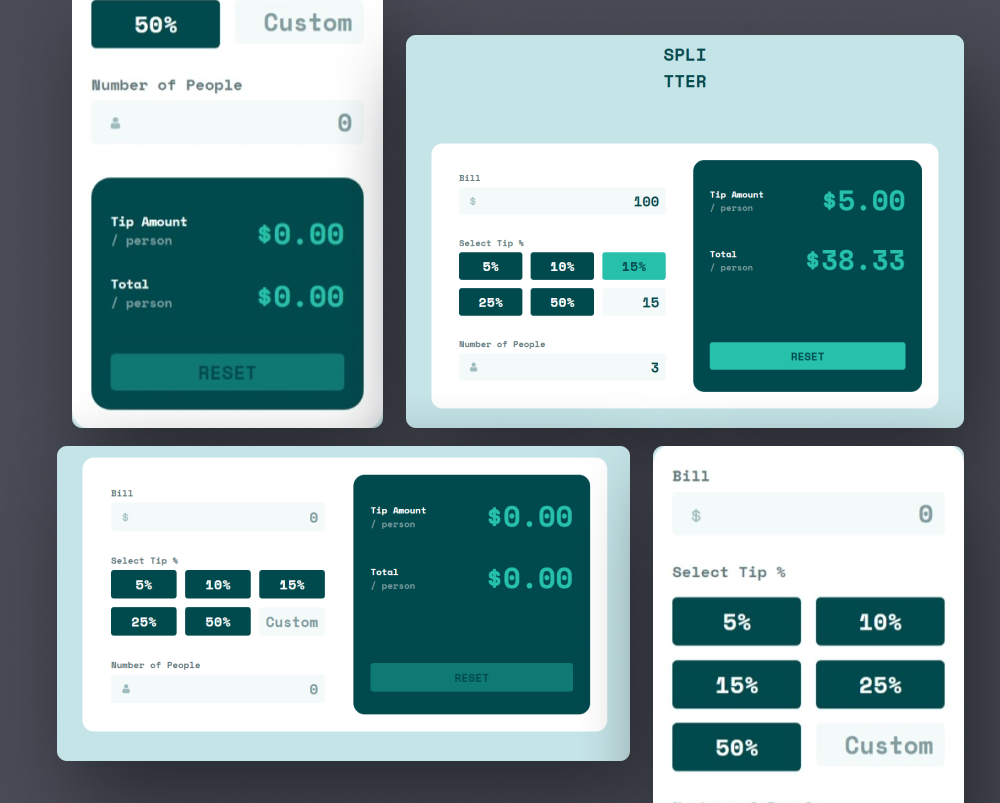 50%
Custom
Number of People
0
Tip Amount
/ person
$0.00
Total
/ person
$0.00
RESET
SPLI
TTER
Bill
$
100
Select Tip %
5%
10%
15%
25%
50%
15
Number of People
3
Tip Amount
/ person
$5.00
Total
/ person
$38.33
RESET
Bill
$
0
Select Tip %
5%
10%
15%
25%
50%
Custom
Number of People
0
Tip Amount
/ person
$0.00
Total
/ person
$0.00
RESET
Bill
$
0
Select Tip %
5%
10%
15%
25%
50%
Custom